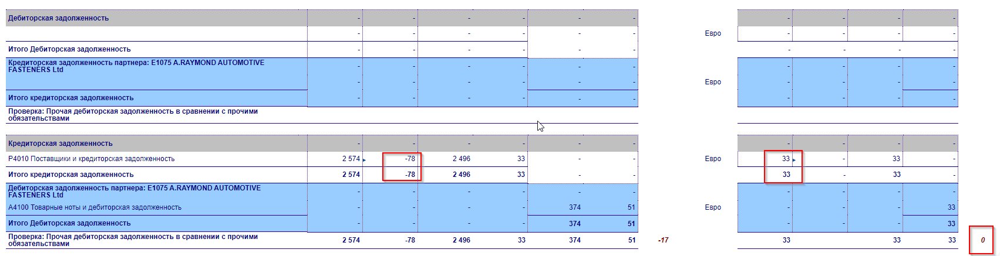 Дебиторская задолженность - - - - - - - - - -
- - - - - - Евро - - - -
Итого Дебиторская задолженность - - - - - - - - - -
Кредиторская задолженность партнера: E1075 A.RAYMOND AUTOMOTIVE
FASTENERS Ltd - - - - - - - - - -
- - - - - - Евро - - - -
Итого кредиторская задолженность - - - - - - - - - -
Проверка: Прочая дебиторская задолженность в сравнении с прочими
обязательствами
Кредиторская задолженность - - - - - - - - - -
P4010 Поставщики и кредиторская задолженность 2 574 -78 2 496 33 - - Евро 33 - 33 -
Итого кредиторская задолженность 2 574 -78 2 496 33 - - 33 - 33 -
Дебиторская задолженность партнера: E1075 A.RAYMOND AUTOMOTIVE
FASTENERS Ltd - - - - - - - - - -
A4100 Товарные ноты и дебиторская задолженность - - - - 374 51 Евро - - - 33
Итого Дебиторская задолженность - - - - 374 51 - - - 33
Проверка: Прочая дебиторская задолженность в сравнении с прочими
обязательствами 2 574 -78 2 496 33 374 51 -17 33 33 33 0